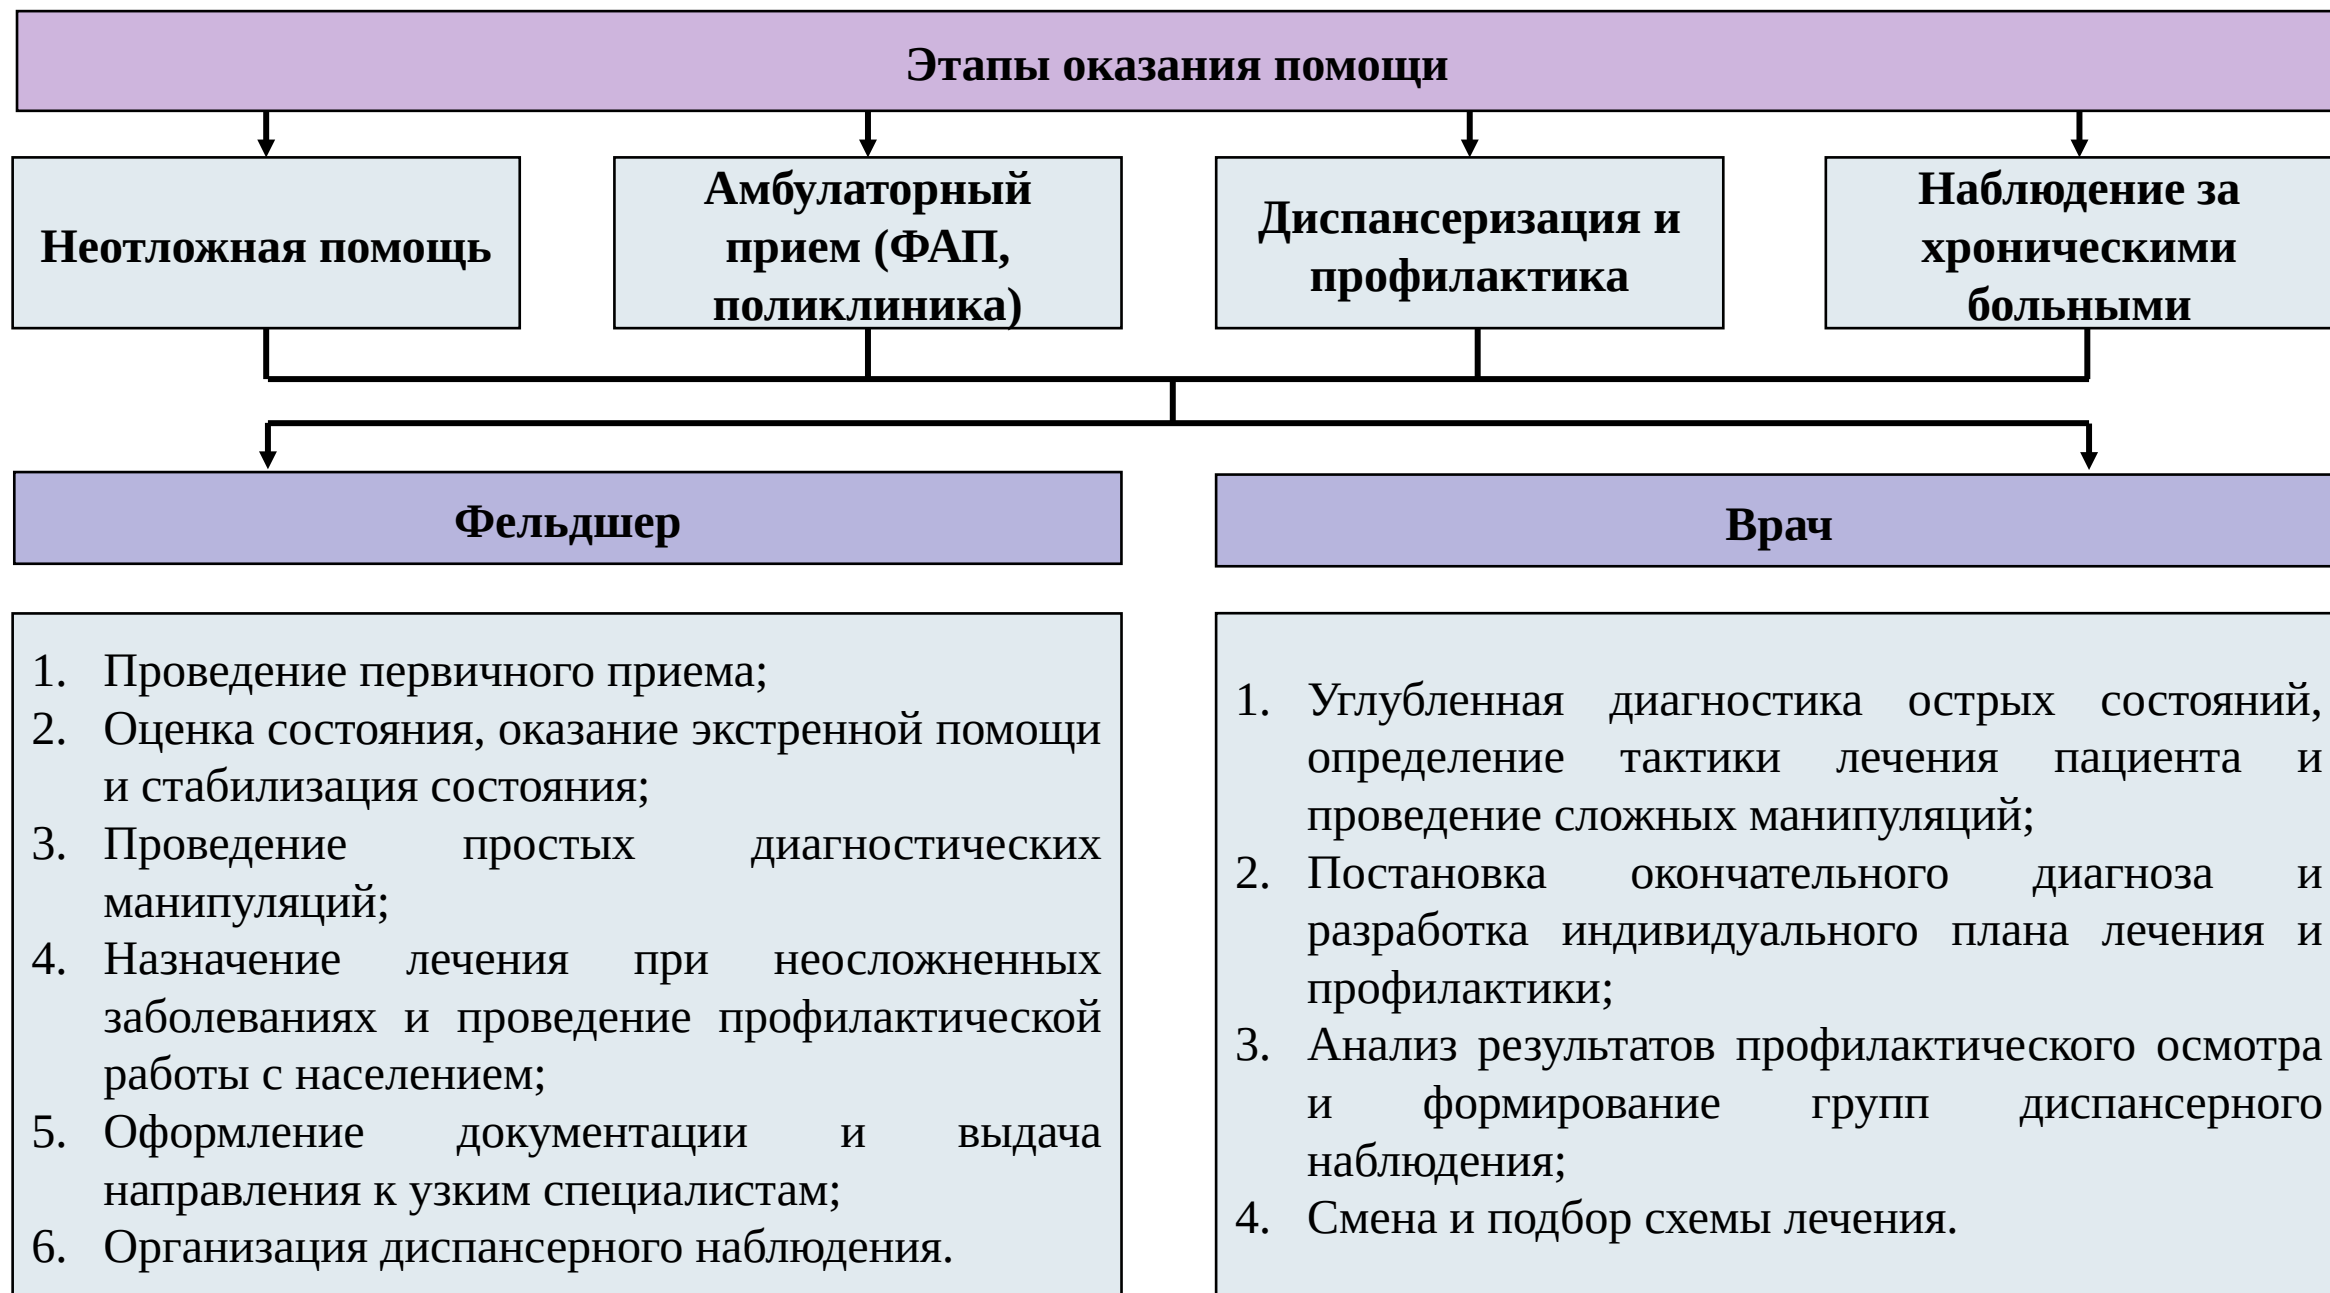 Этапы оказания помощи
Неотложная помощь
Амбулаторный
прием (ФАП,
поликлиника)
Диспансеризация и
профилактика
Наблюдение за
хроническими
больными
Фельдшер
1. Проведение первичного приема;
2. Оценка состояния, оказание экстренной помощи
и стабилизация состояния;
3. Проведение простых диагностических
манипуляций;
4. Назначение лечения при неосложненных
заболеваниях и проведение профилактической
работы с населением;
5. Оформление документации и выдача
направления к узким специалистам;
6. Организация диспансерного наблюдения.
Врач
1. Углубленная диагностика острых состояний,
определение тактики лечения пациента и
проведение сложных манипуляций;
2. Постановка окончательного диагноза и
разработка индивидуального плана лечения и
профилактики;
3. Анализ результатов профилактического осмотра
и формирование групп диспансерного
наблюдения;
4. Смена и подбор схемы лечения.